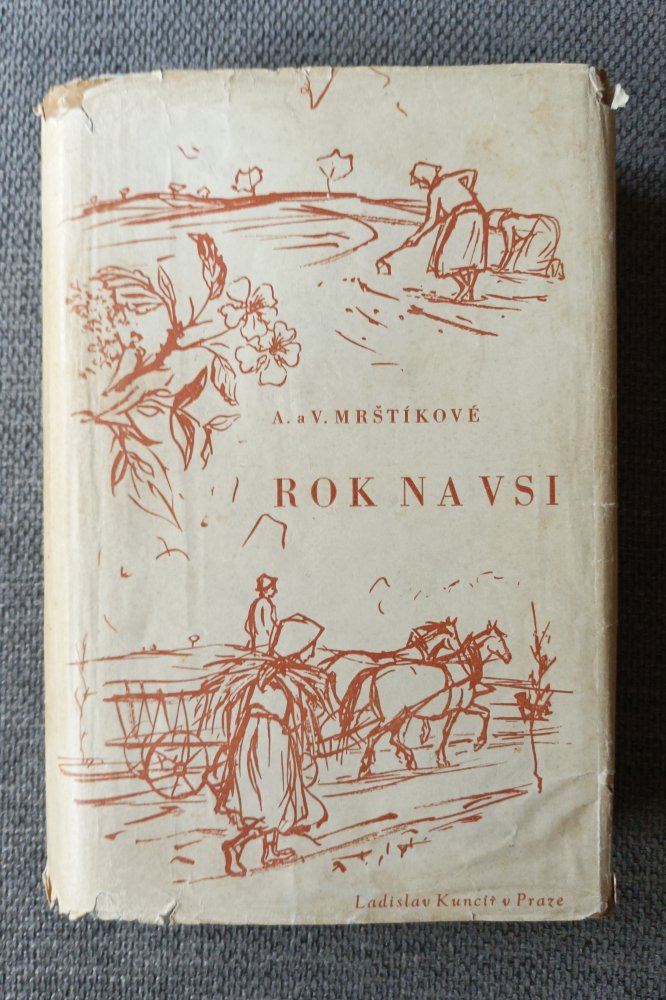 A. a V. MRŠTÍKOVÉ
ROK NA VSI
Ladislav Kuncíř v Praze